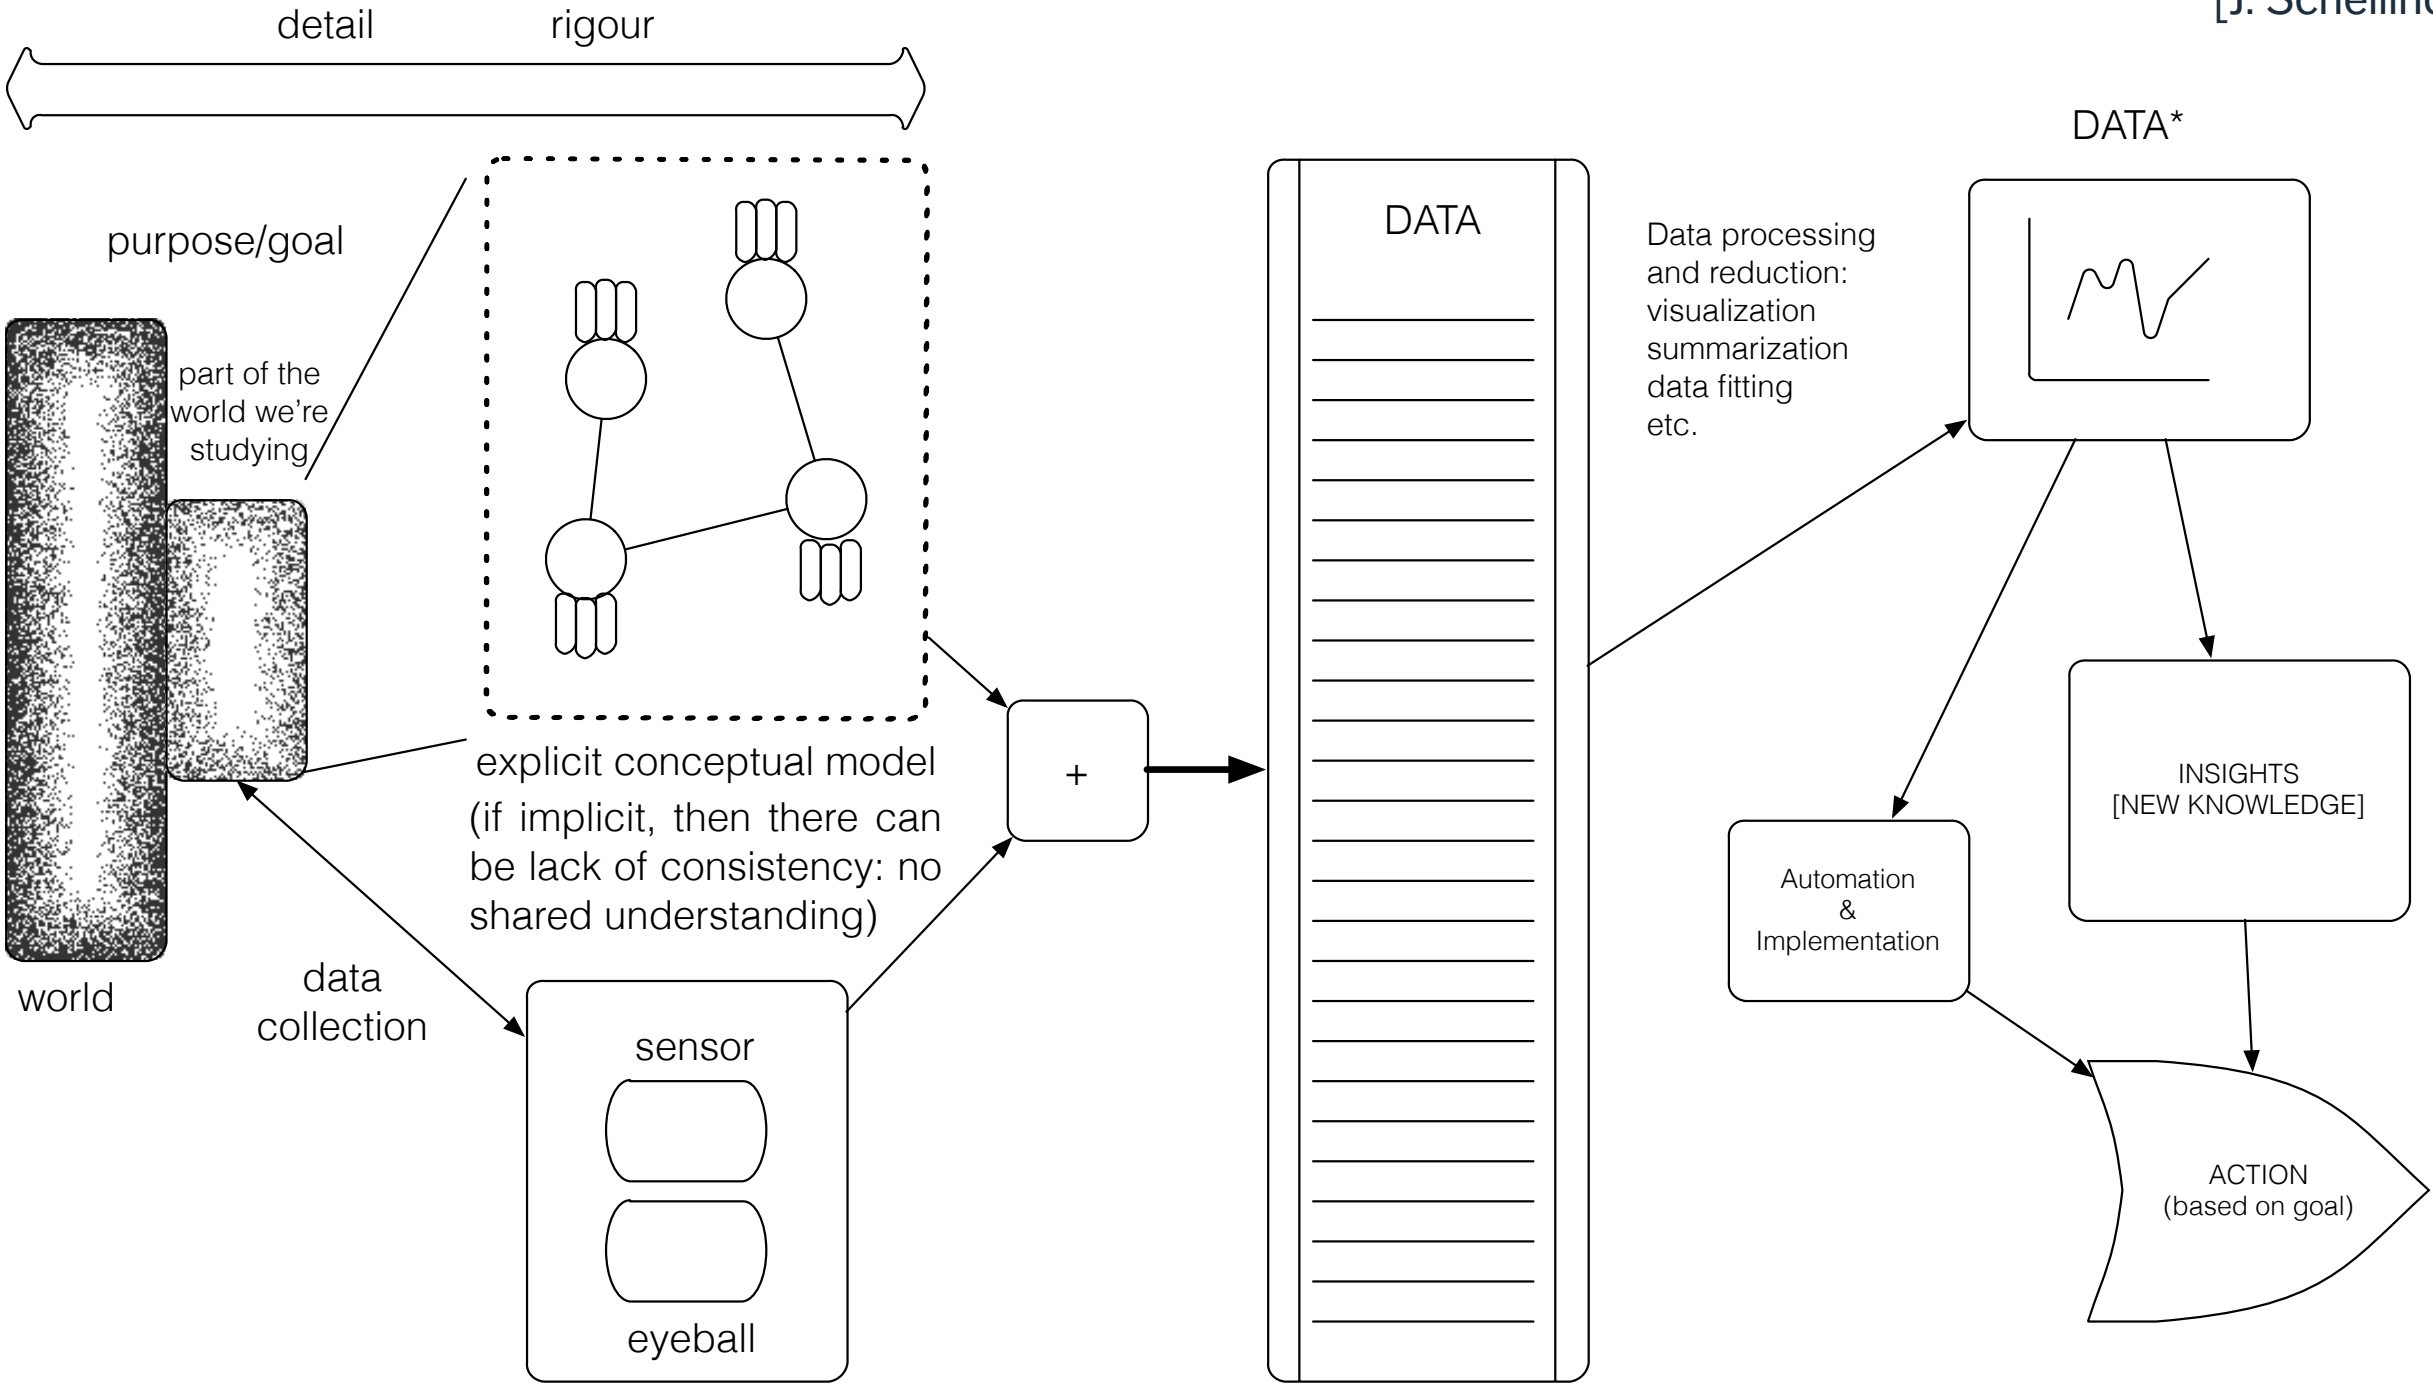 [J. Schellinc
detail
rigour
DATA*
purpose/goal
DATA
Data processing
and reduction:
visualization
summarization
data fitting
etc.
part of the
world we're
studying
explicit conceptual model
(if implicit, then there can
be lack of consistency: no
shared understanding)
+
INSIGHTS
[NEW KNOWLEDGE]
Automation
&
Implementation
world
data
collection
sensor
eyeball
ACTION
(based on goal)